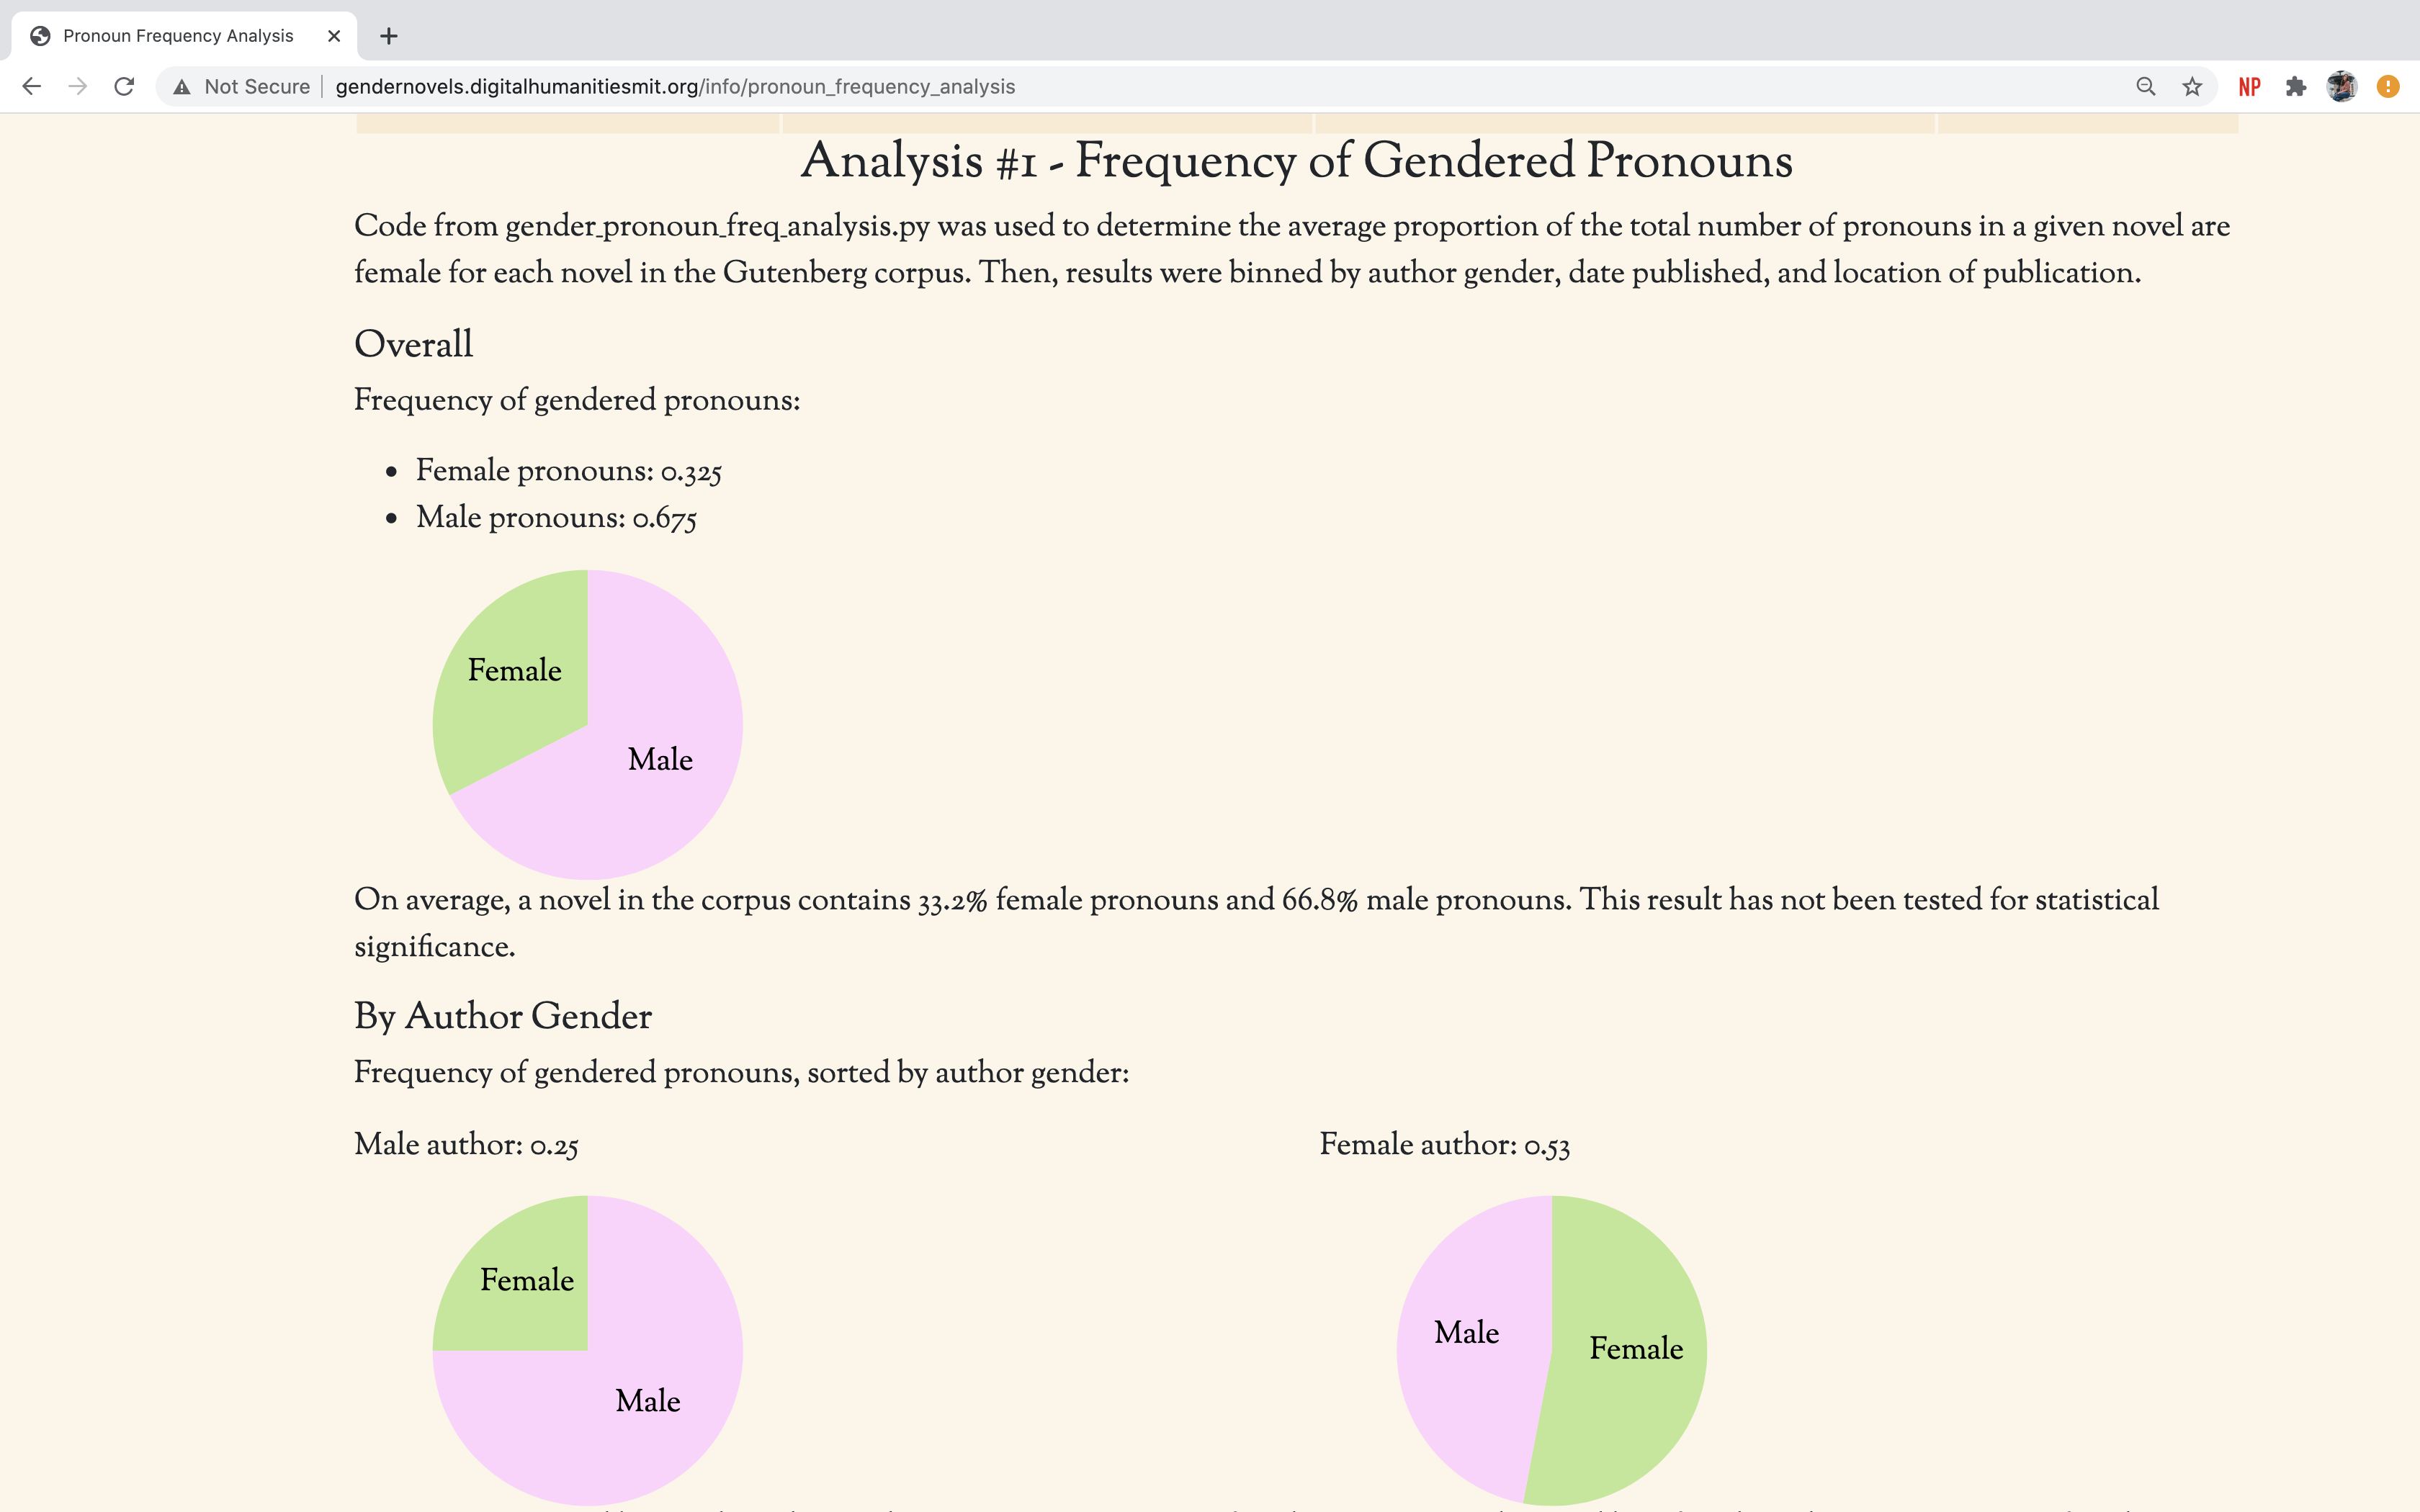 Pronoun Frequency Analysis
Not Secure
gendernovels.digitalhumanitiesmit.org/info/pronoun_frequency_analysis
NP
Analysis #1 - Frequency of Gendered Pronouns
Code from gender_pronoun_freq_analysis.py was used to determine the average proportion of the total number of pronouns in a given novel are
female for each novel in the Gutenberg corpus. Then, results were binned by author gender, date published, and location of publication.
Overall
Frequency of gendered pronouns:
• Female pronouns: 0.325
• Male pronouns: 0.675
Female
Male
On average, a novel in the corpus contains 33.2% female pronouns and 66.8% male pronouns. This result has not been tested for statistical
significance.
By Author Gender
Frequency of gendered pronouns, sorted by author gender:
Male author: 0.25
Female author: 0.53
Female
Male
Male
Female